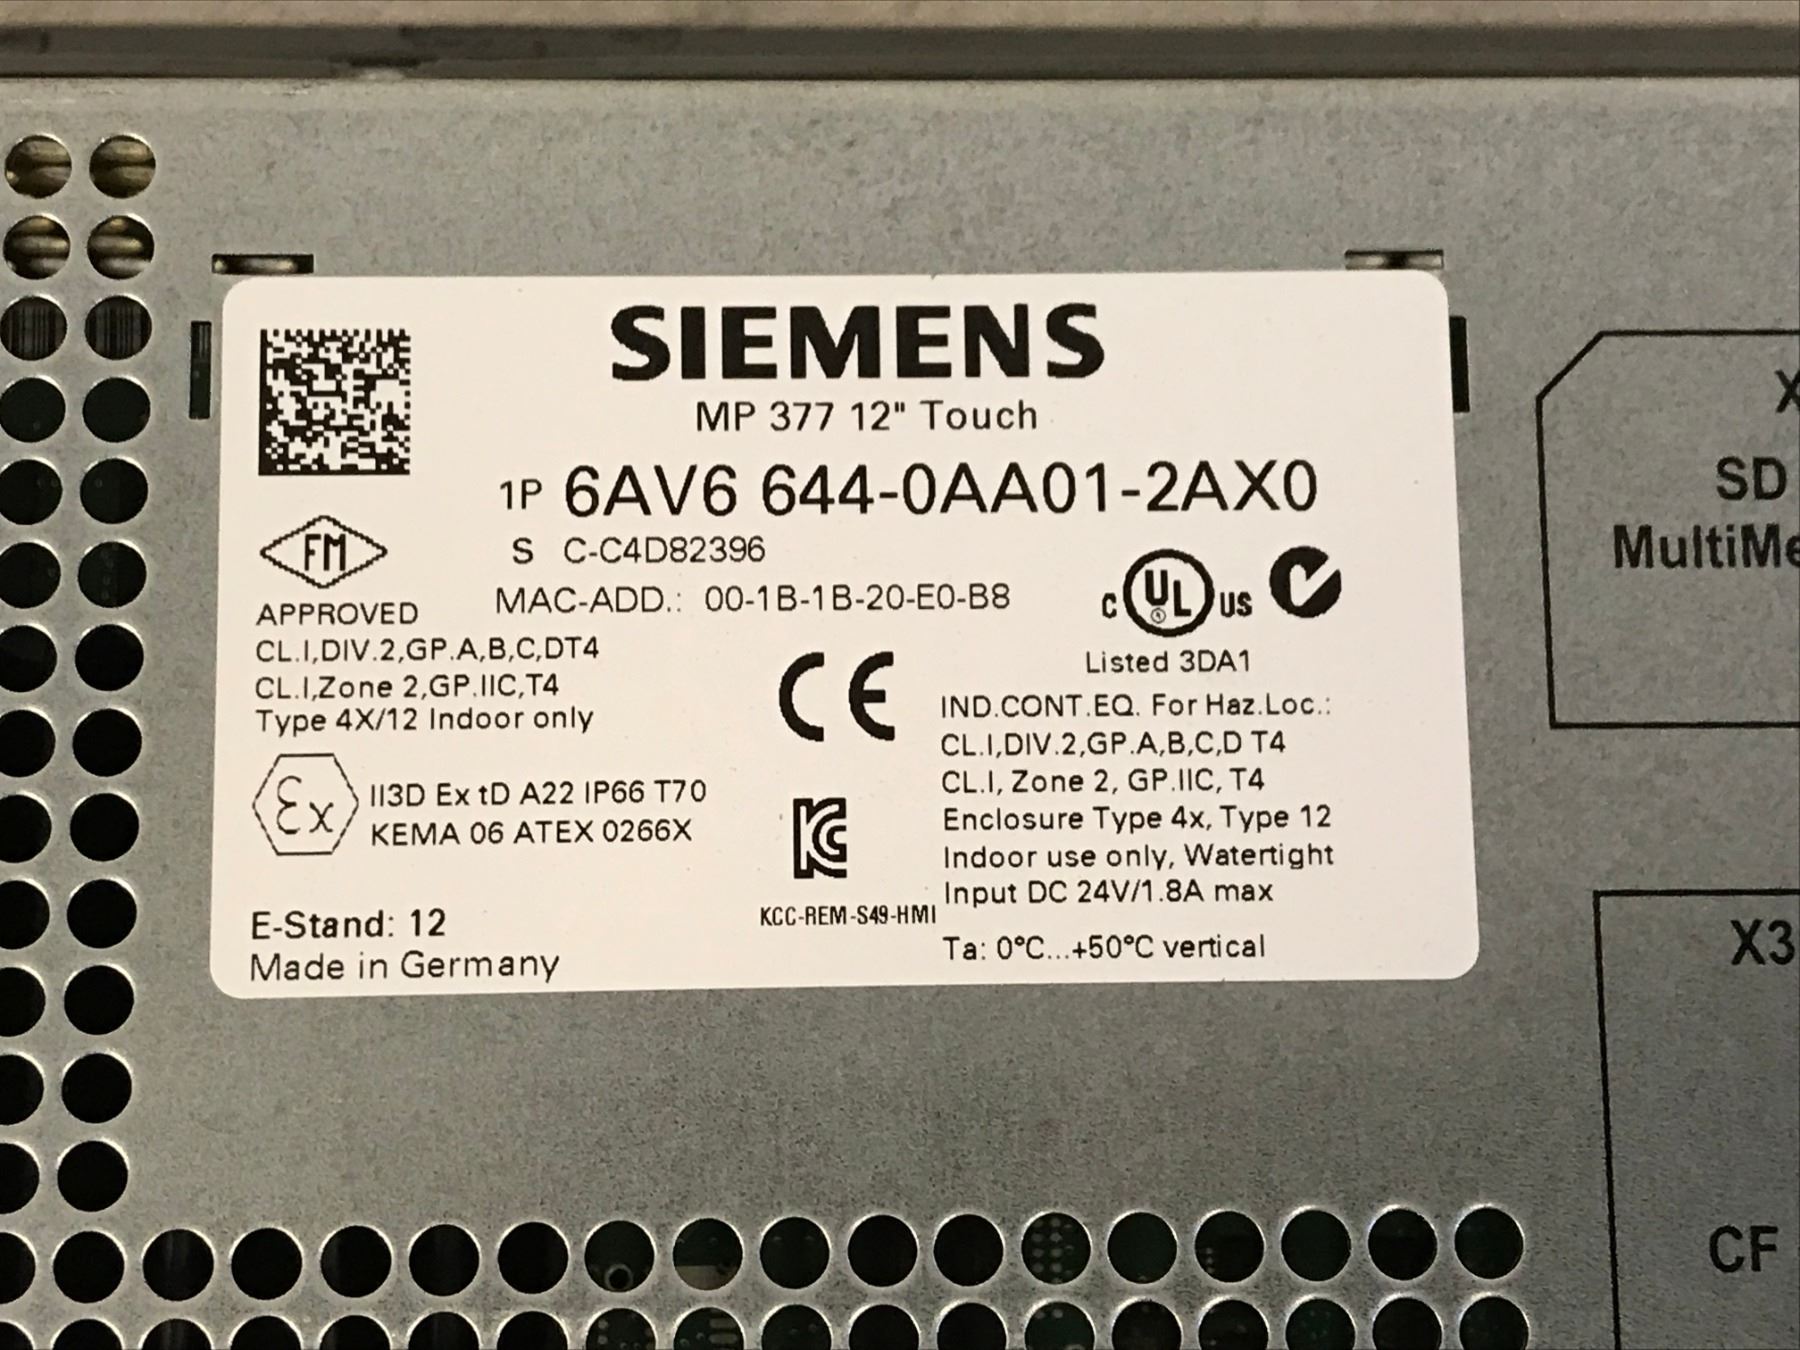 SIEMENS
MP 377 12" Touch
1P 6AV6 644-0AA01-2AX0
S C-C4D82396
MAC-ADD.: 00-1B-1B-20-E0-B8
FM
APPROVED
CL.I,DIV.2,GP.A,B,C,DT4
CL.I,Zone 2,GP.IIC,T4
Type 4X/12 Indoor only
Ex
II3D Ex tD A22 IP66 T70
KEMA 06 ATEX 0266X
E-Stand: 12
Made in Germany
CE
KC
KCC-REM-S49-HMI
C UL US
Listed 3DA1
IND.CONT.EQ. For Haz.Loc.:
CL.I,DIV.2,GP.A,B,C,D T4
CL.I, Zone 2, GP.IIC, T4
Enclosure Type 4x, Type 12
Indoor use only, Watertight
Input DC 24V/1.8A max
Ta: 0°C...+50°C vertical
SD
MultiMe
X3
CF